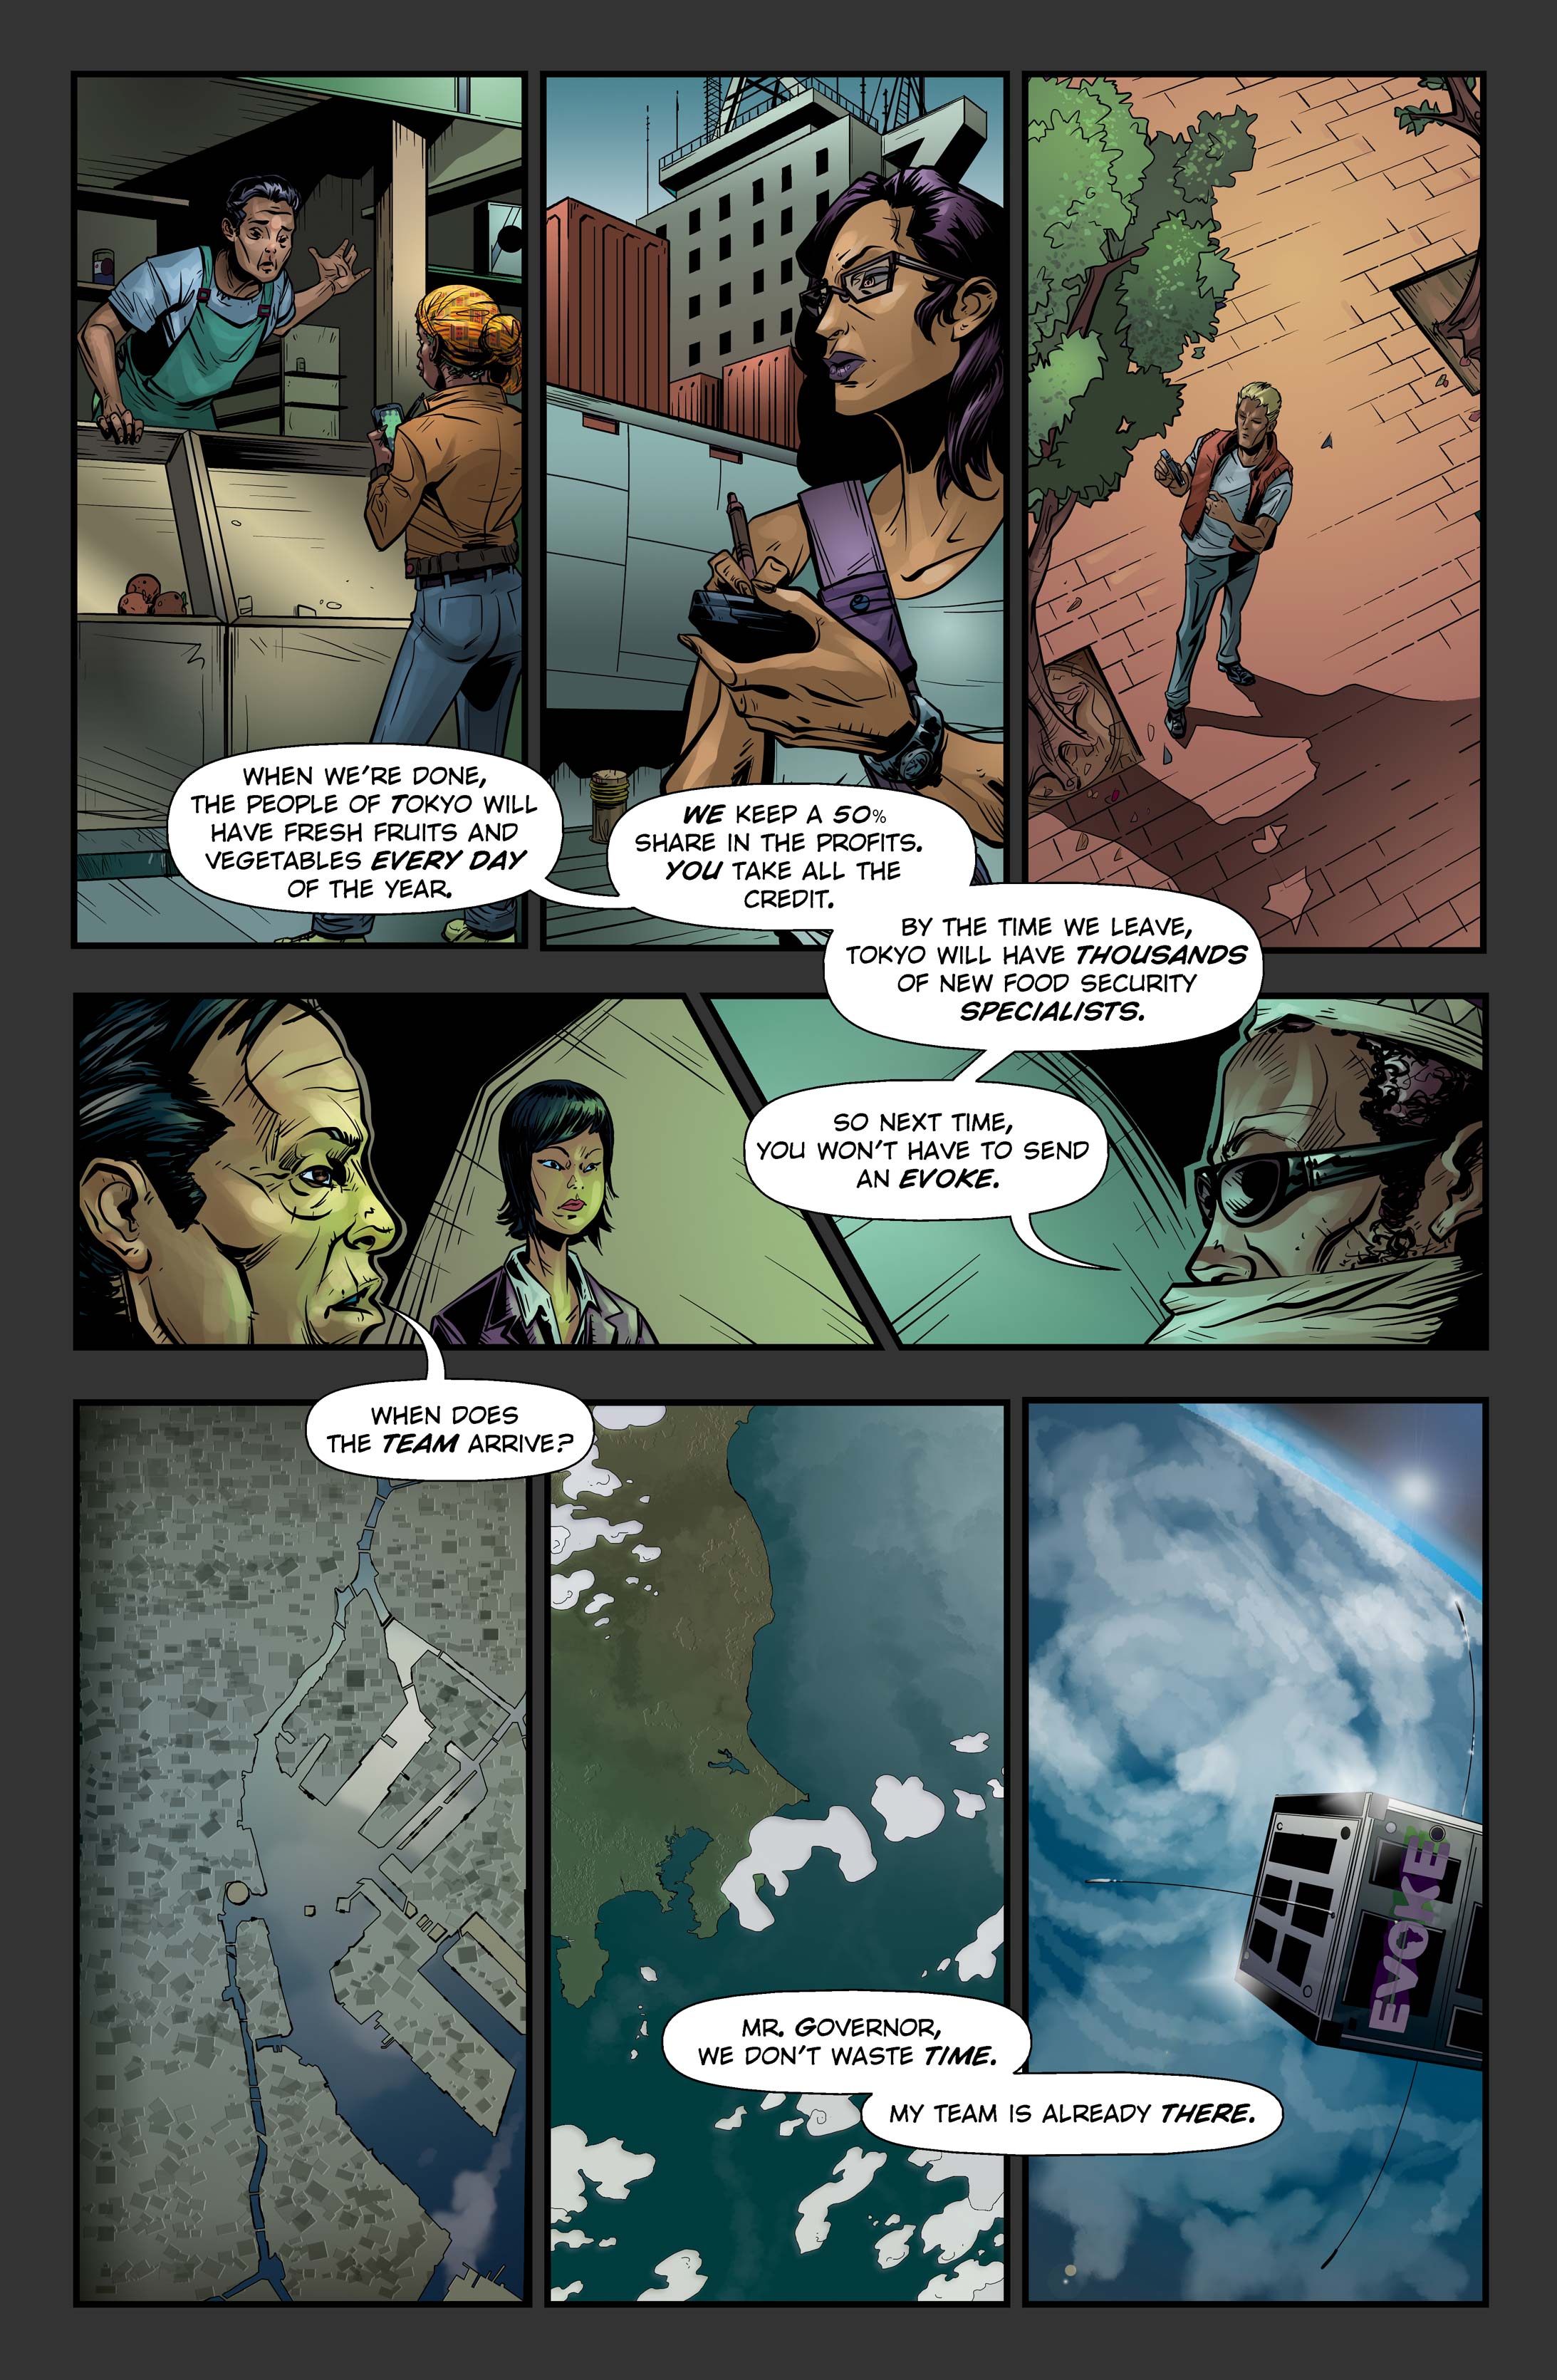 WHEN WE'RE DONE,
THE PEOPLE OF TOKYO WILL
HAVE FRESH FRUITS AND
VEGETABLES EVERY DAY
OF THE YEAR.
WE KEEP A 50%
SHARE IN THE PROFITS.
YOU TAKE ALL THE
CREDIT.
BY THE TIME WE LEAVE,
TOKYO WILL HAVE THOUSANDS
OF NEW FOOD SECURITY
SPECIALISTS.
SO NEXT TIME,
YOU WON'T HAVE TO SEND
AN EVOKE.
WHEN DOES
THE TEAM ARRIVE?
MR. GOVERNOR,
WE DON'T WASTE TIME.
MY TEAM IS ALREADY THERE.
EVOKE